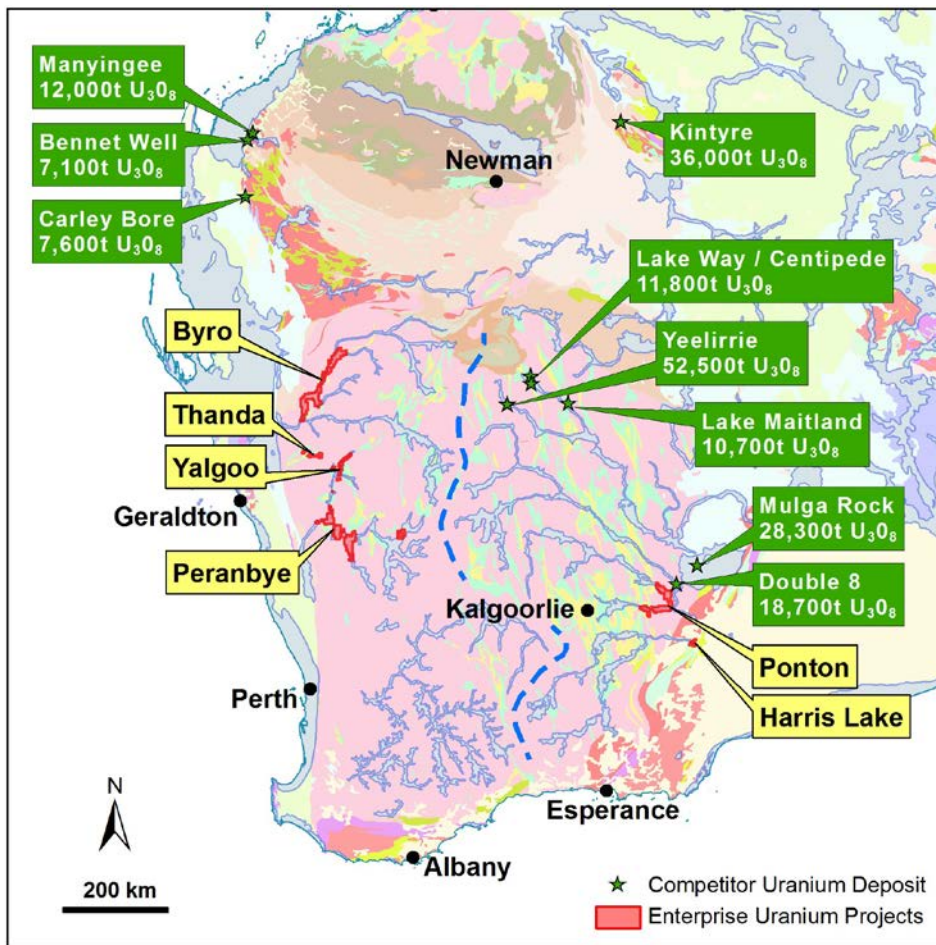 Manyingee
12,000t U₃0₈
Bennet Well
7,100t U₃0₈
Carley Bore
7,600t U₃0₈
Newman
Kintyre
36,000t U₃0₈
Lake Way / Centipede
11,800t U₃0₈
Yeelirrie
52,500t U₃0₈
Lake Maitland
10,700t U₃0₈
Byro
Thanda
Yalgoo
Geraldton
Peranbye
Mulga Rock
28,300t U₃0₈
Double 8
18,700t U₃0₈
Kalgoorlie
Ponton
Harris Lake
Perth
Esperance
Albany
N
200 km
Competitor Uranium Deposit
Enterprise Uranium Projects